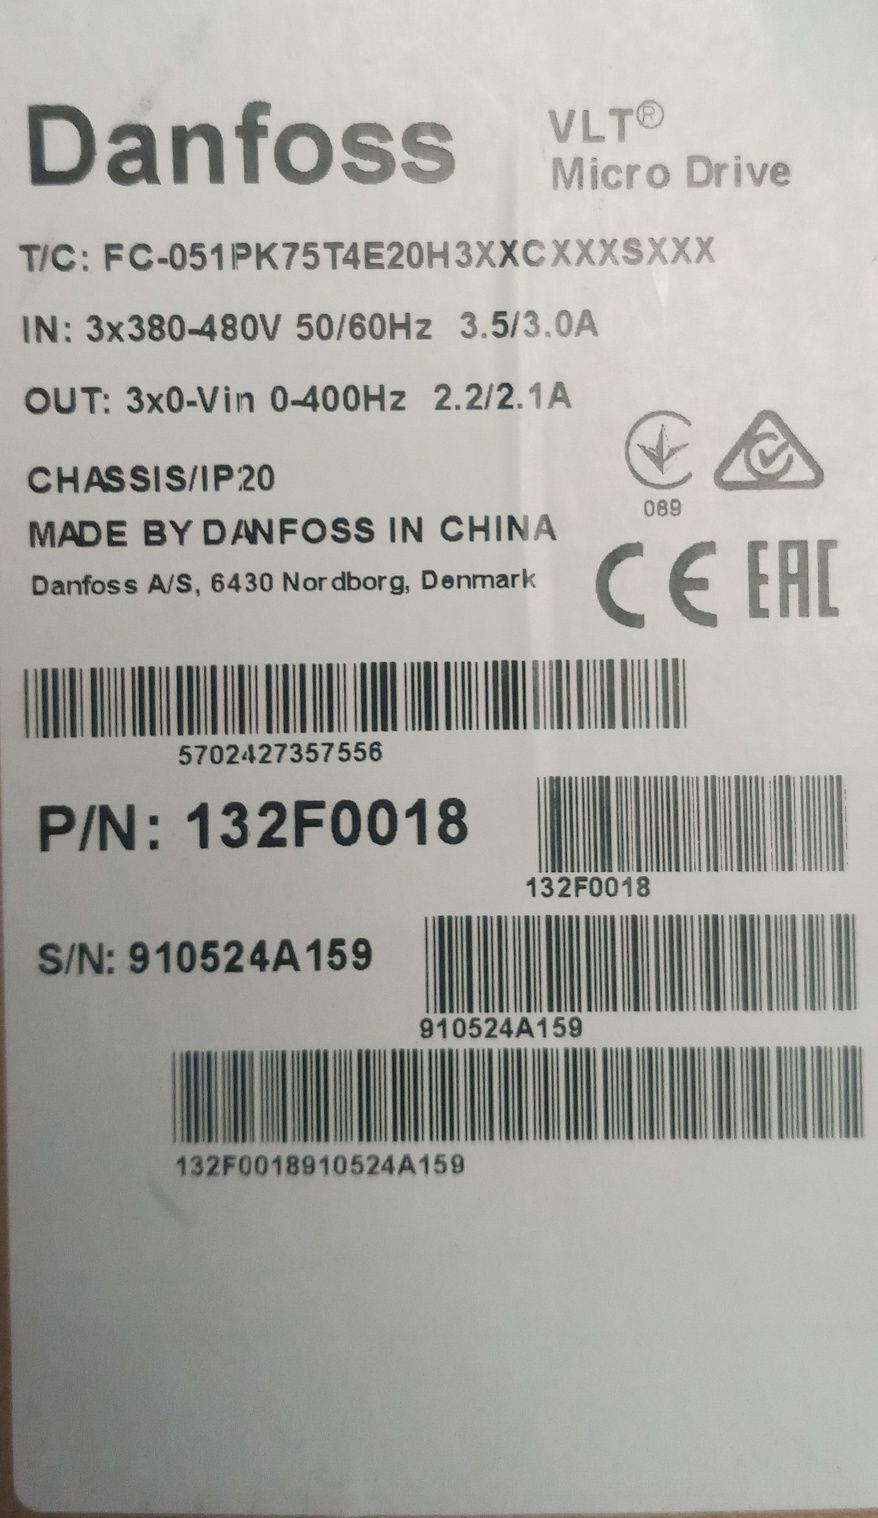 Danfoss
VLT®
Micro Drive
T/C: FC-051PK75T4E20H3XXCXXXSXXX
IN: 3x380-480V 50/60Hz 3.5/3.0A
OUT: 3x0-Vin 0-400Hz 2.2/2.1A
CHASSIS/IP20
MADE BY DANFOSS IN CHINA
Danfoss A/S, 6430 Nordborg, Denmark
089
CE EAC
5702427357556
P/N: 132F0018
132F0018
S/N: 910524A159
910524A159
132F0018910524A159